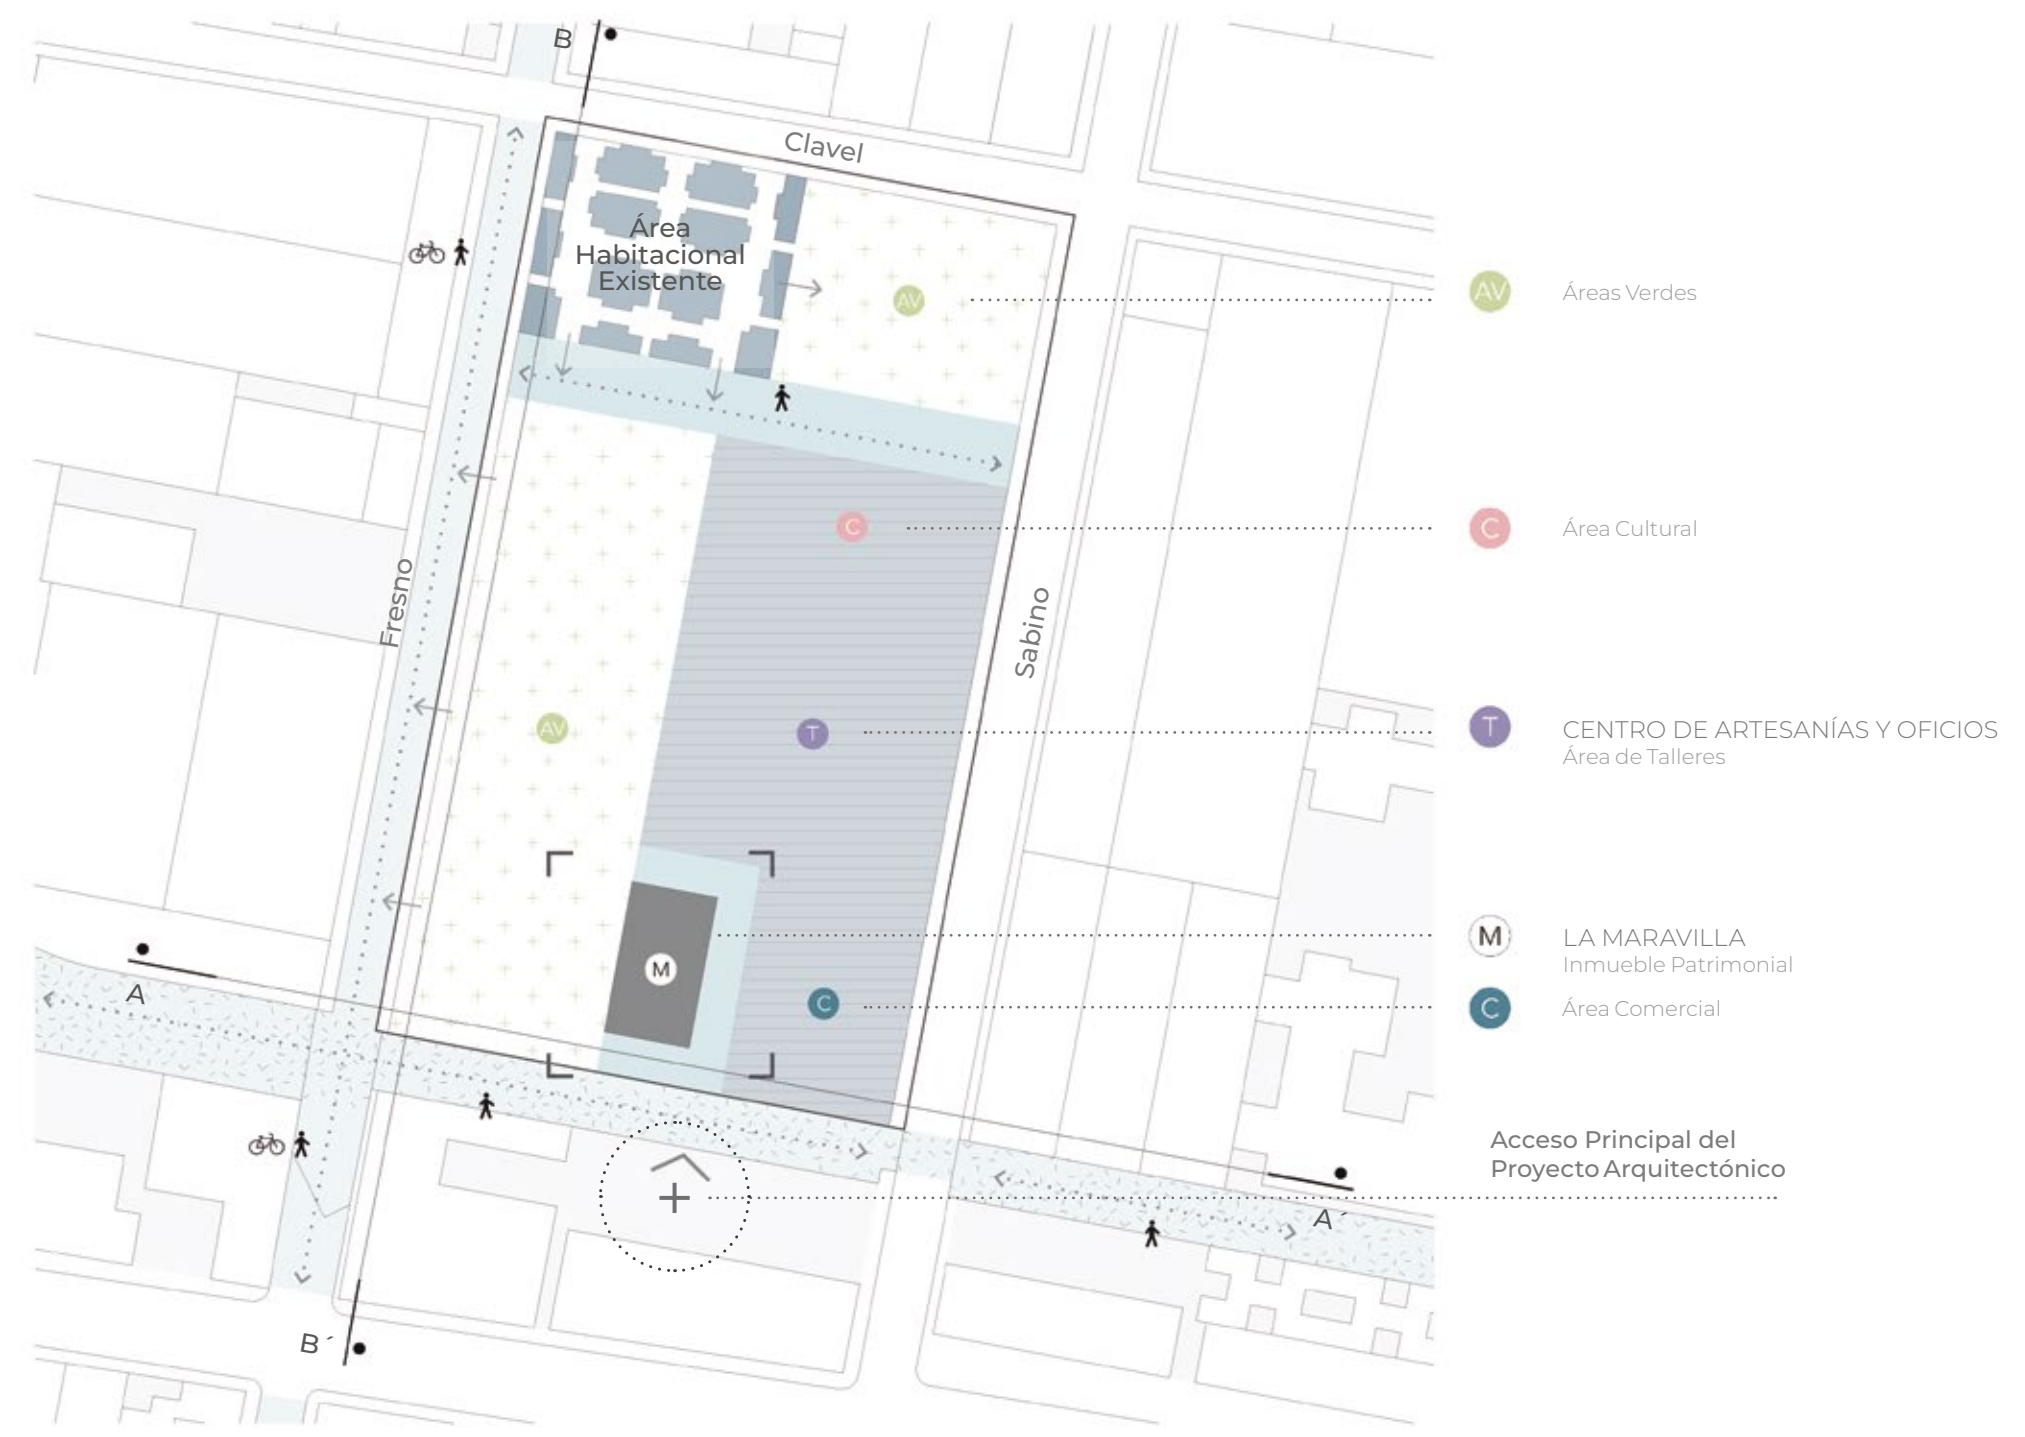 B
Clavel
Área
Habitacional
Existente
AV
AV
Áreas Verdes
C
C
Área Cultural
Fresno
Sabino
AV
T
T
CENTRO DE ARTESANÍAS Y OFICIOS
Área de Talleres
M
M
LA MARAVILLA
Inmueble Patrimonial
A
C
C
Área Comercial
Acceso Principal del
Proyecto Arquitectónico
A´
B´